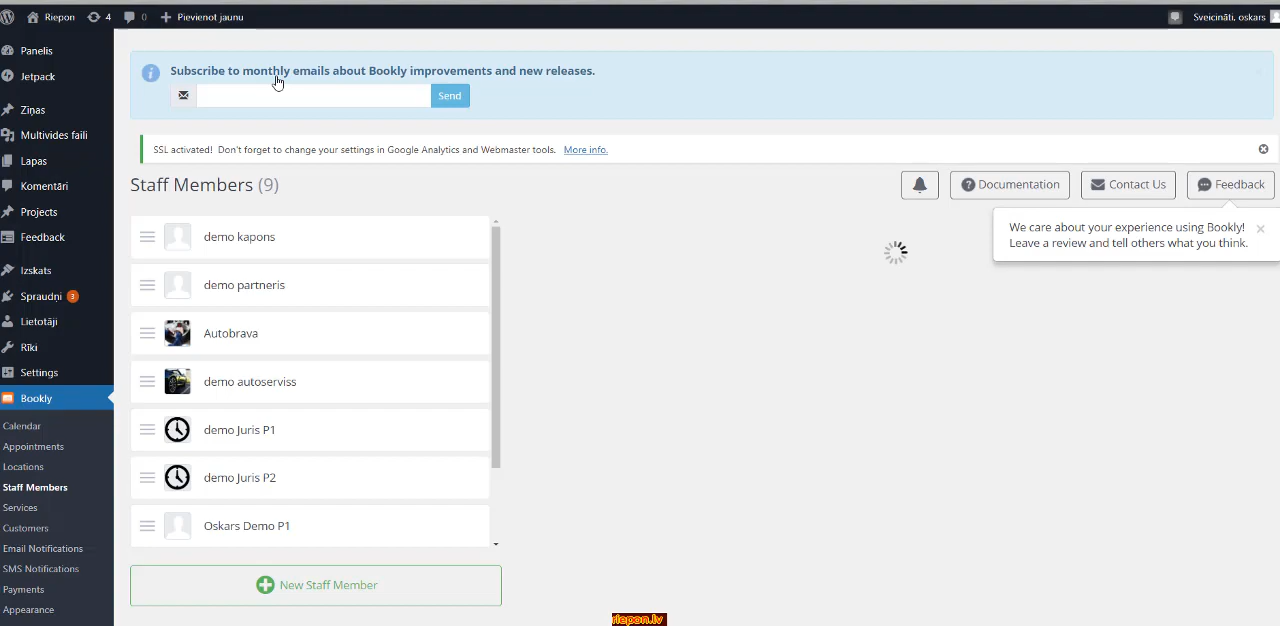 Riepon
4
0
Pievienot jaunu
Sveicināti, oskars
Panelis
Jetpack
Ziņas
Multivides faili
Lapas
Komentāri
Projects
Feedback
Izskats
Spraudņi 3
Lietotāji
Rīki
Settings
Bookly
Calendar
Appointments
Locations
Staff Members
Services
Customers
Email Notifications
SMS Notifications
Payments
Appearance
Subscribe to monthly emails about Bookly improvements and new releases.
Send
SSL activated! Don't forget to change your settings in Google Analytics and Webmaster tools. More info.
Staff Members (9)
Documentation
Contact Us
Feedback
We care about your experience using Bookly!
Leave a review and tell others what you think.
demo kapons
demo partneris
Autobrava
demo autoserviss
demo Juris P1
demo Juris P2
Oskars Demo P1
New Staff Member
riepon.lv